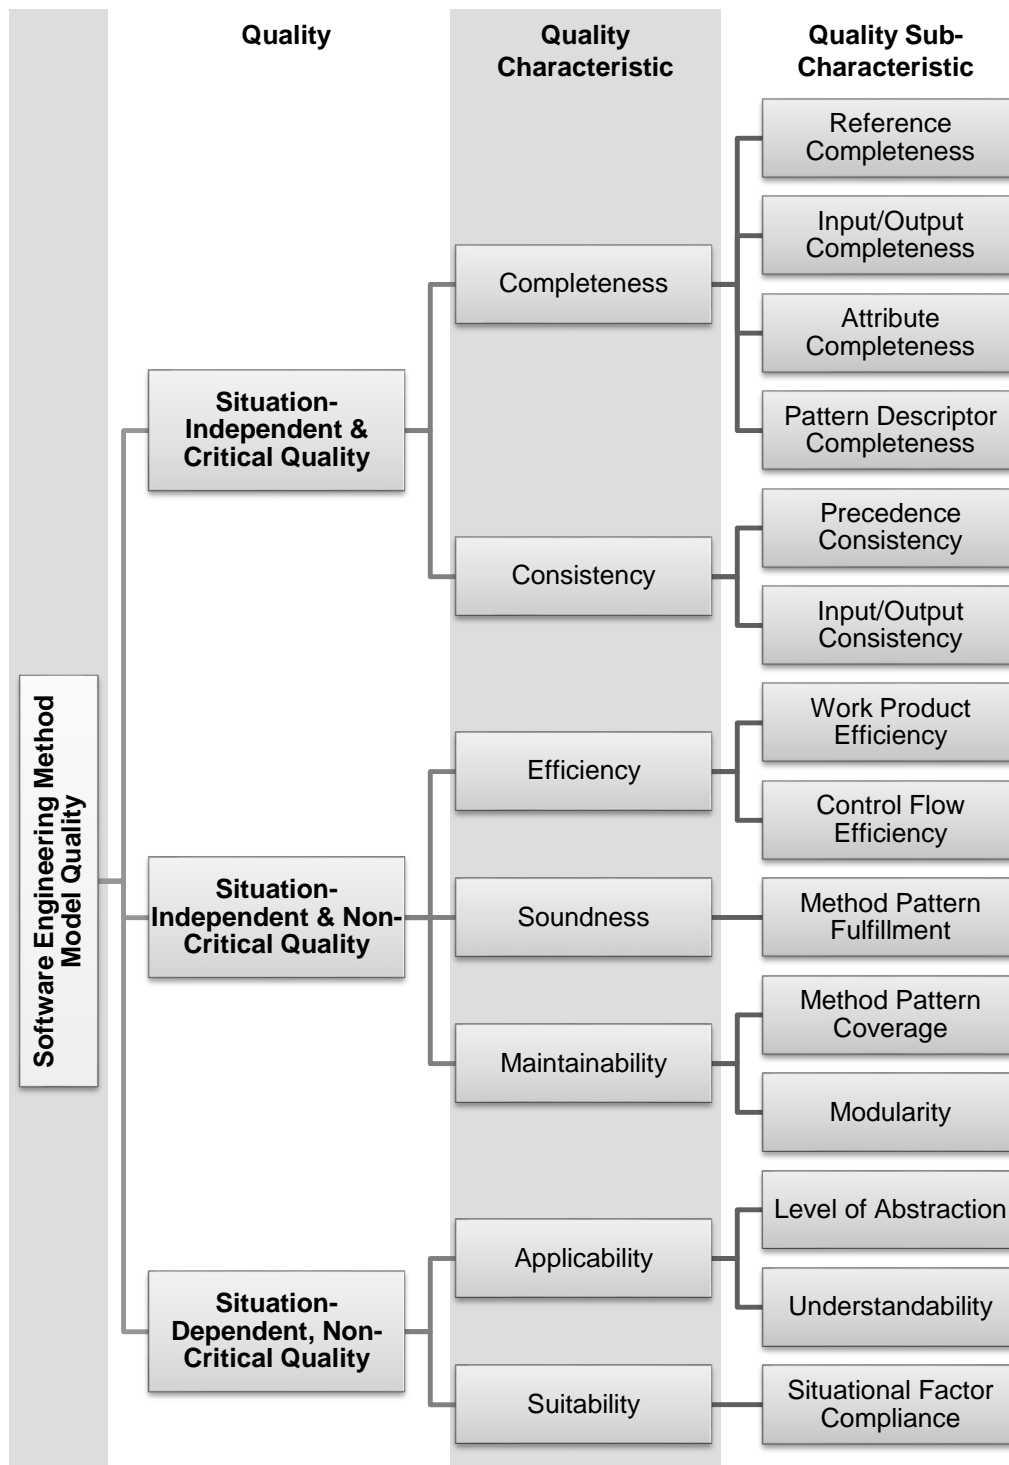 Quality
Quality
Characteristic
Quality Sub-
Characteristic
Reference
Completeness
Input/Output
Completeness
Completeness
Attribute
Completeness
Situation-
Independent &
Critical Quality
Pattern Descriptor
Completeness
Precedence
Consistency
Consistency
Input/Output
Consistency
Software Engineering Method
Model Quality
Work Product
Efficiency
Efficiency
Control Flow
Efficiency
Situation-
Independent & Non-
Critical Quality
Soundness
Method Pattern
Fulfillment
Method Pattern
Coverage
Maintainability
Modularity
Level of Abstraction
Applicability
Understandability
Situation-
Dependent, Non-
Critical Quality
Suitability
Situational Factor
Compliance